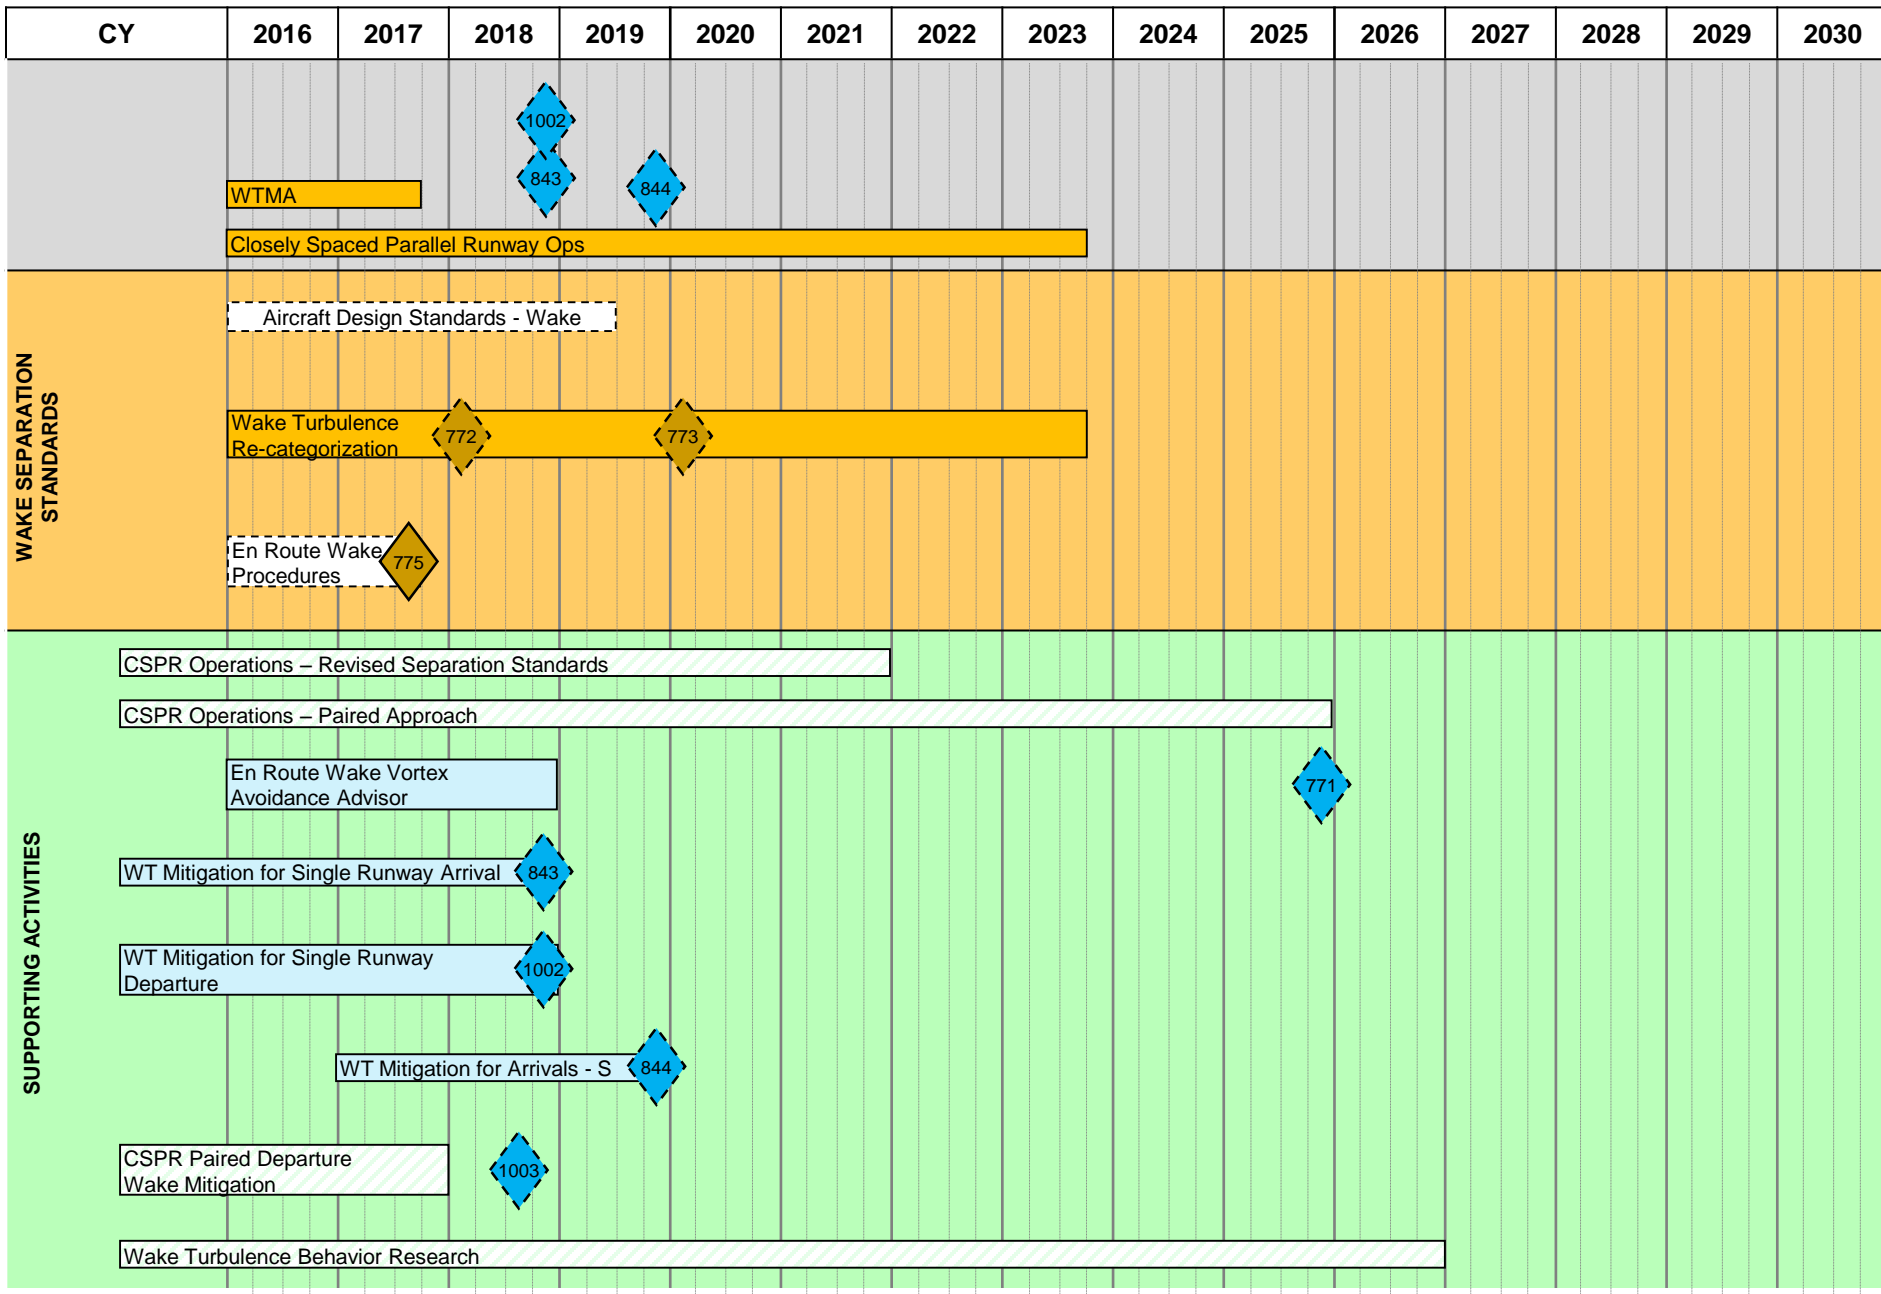 CY 2016 2017 2018 2019 2020 2021 2022 2023 2024 2025 2026 2027 2028 2029 2030
1002
843
844
WTMA
Closely Spaced Parallel Runway Ops
WAKE SEPARATION
STANDARDS
Aircraft Design Standards - Wake
Wake Turbulence
Re-categorization
772
773
En Route Wake
Procedures
775
SUPPORTING ACTIVITIES
CSPR Operations – Revised Separation Standards
CSPR Operations – Paired Approach
En Route Wake Vortex
Avoidance Advisor
771
WT Mitigation for Single Runway Arrival
843
WT Mitigation for Single Runway
Departure
1002
WT Mitigation for Arrivals - S
844
CSPR Paired Departure
Wake Mitigation
1003
Wake Turbulence Behavior Research